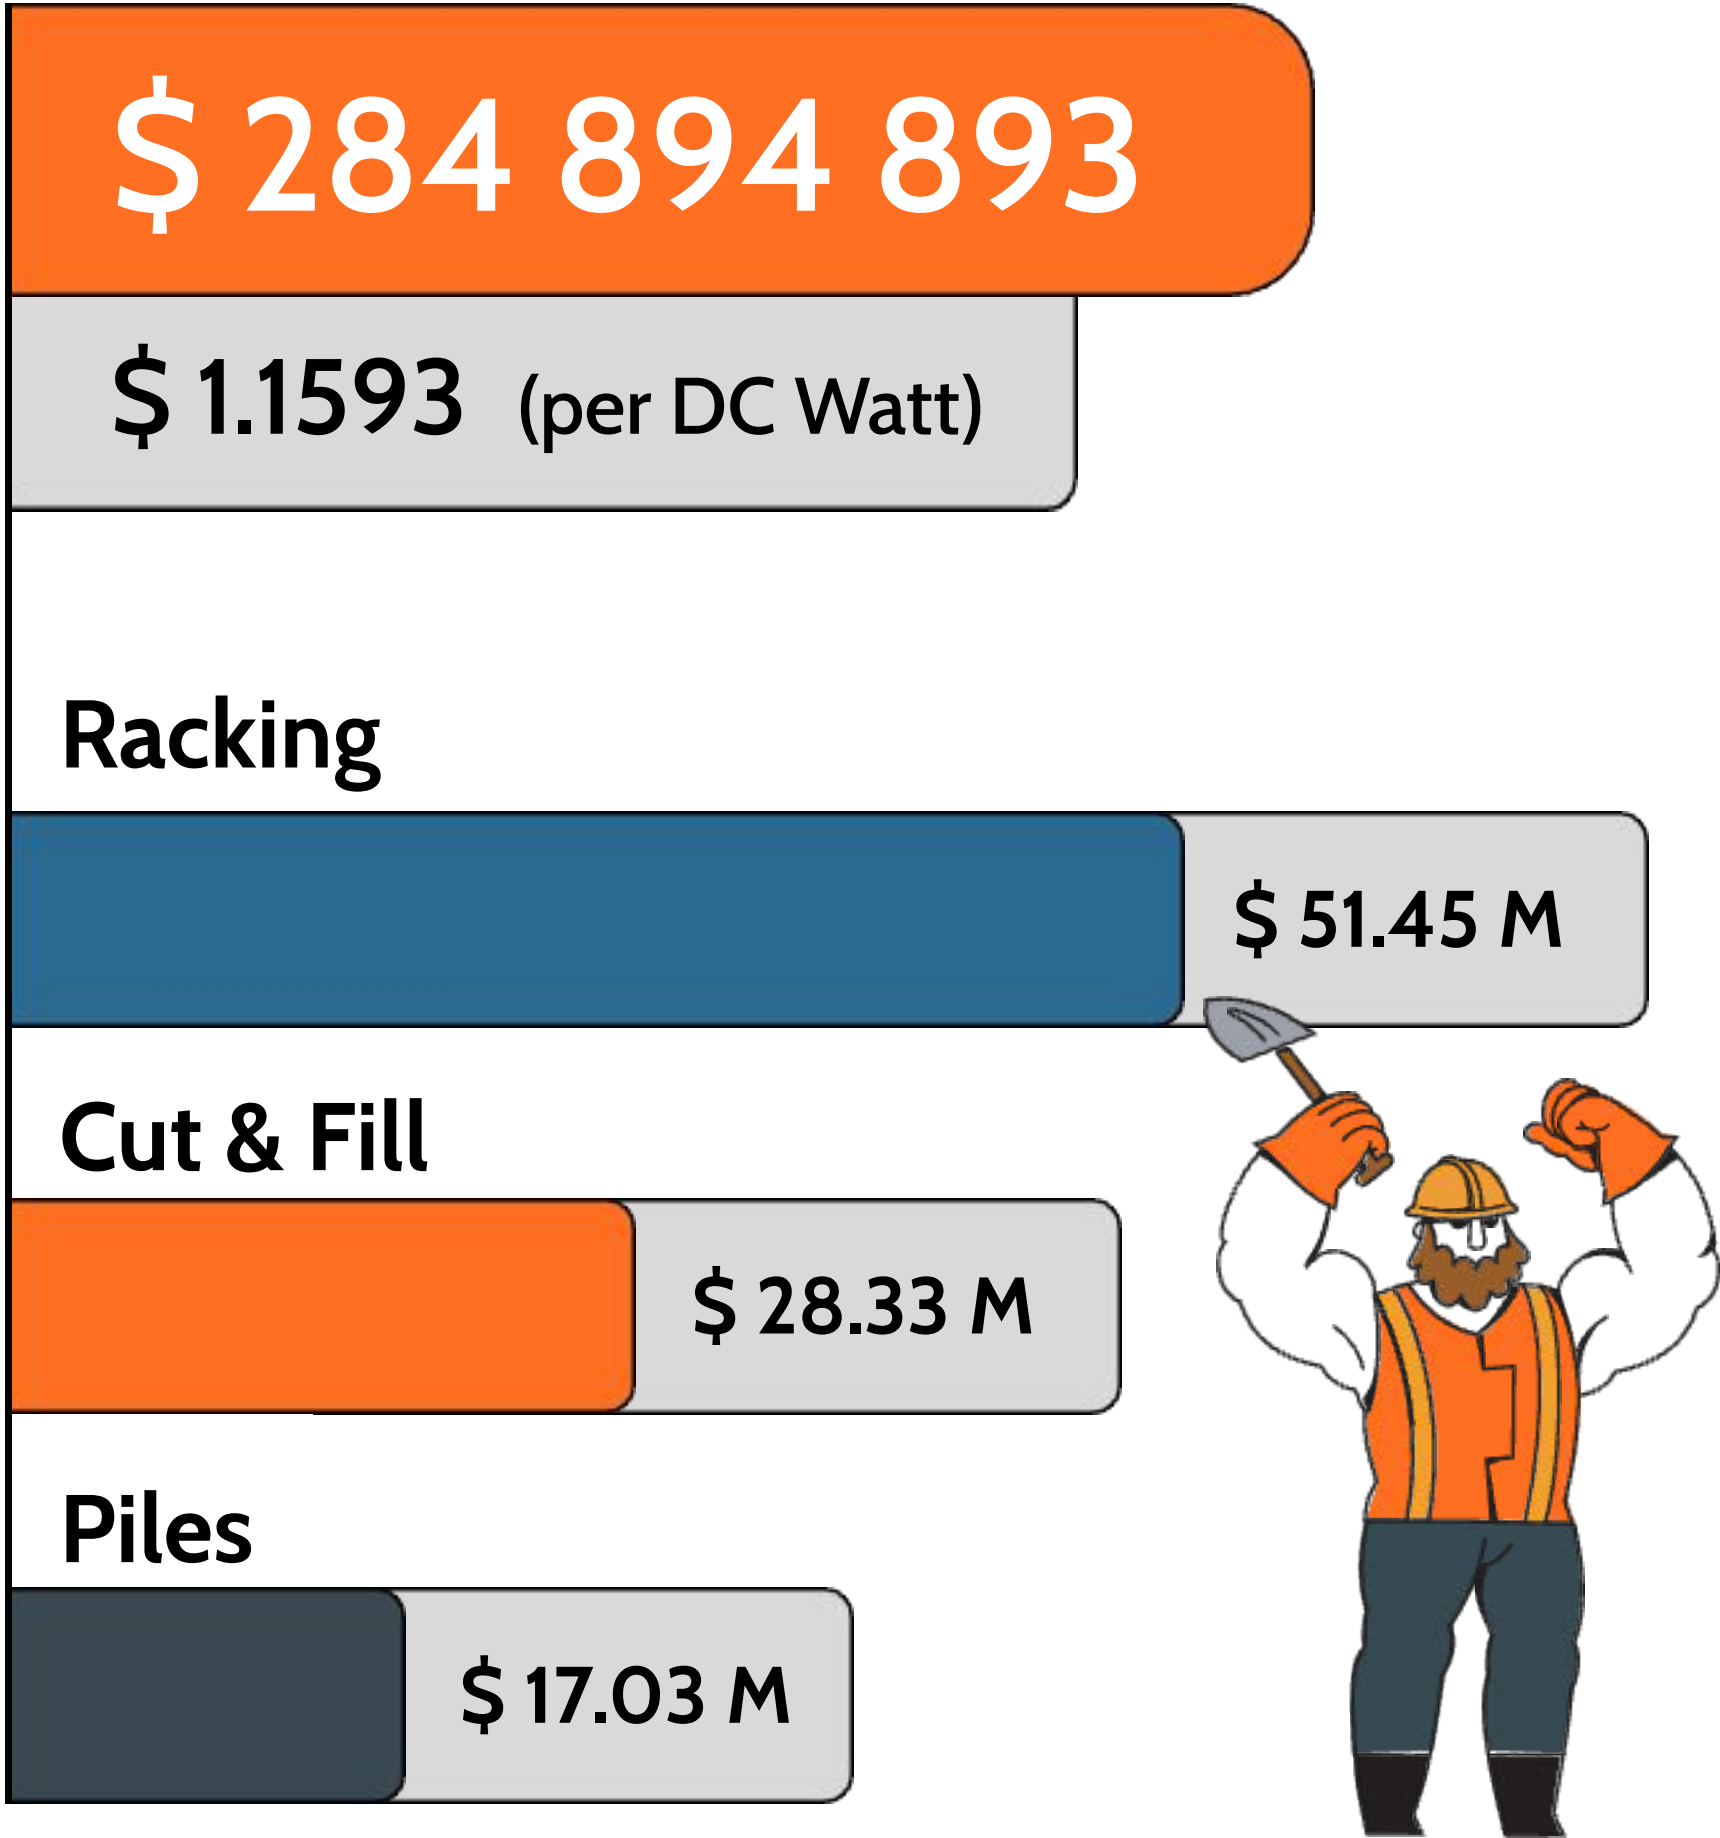 $ 284 894 893
$ 1.1593 (per DC Watt)
Racking
$ 51.45 M
Cut & Fill
$ 28.33 M
Piles
$ 17.03 M